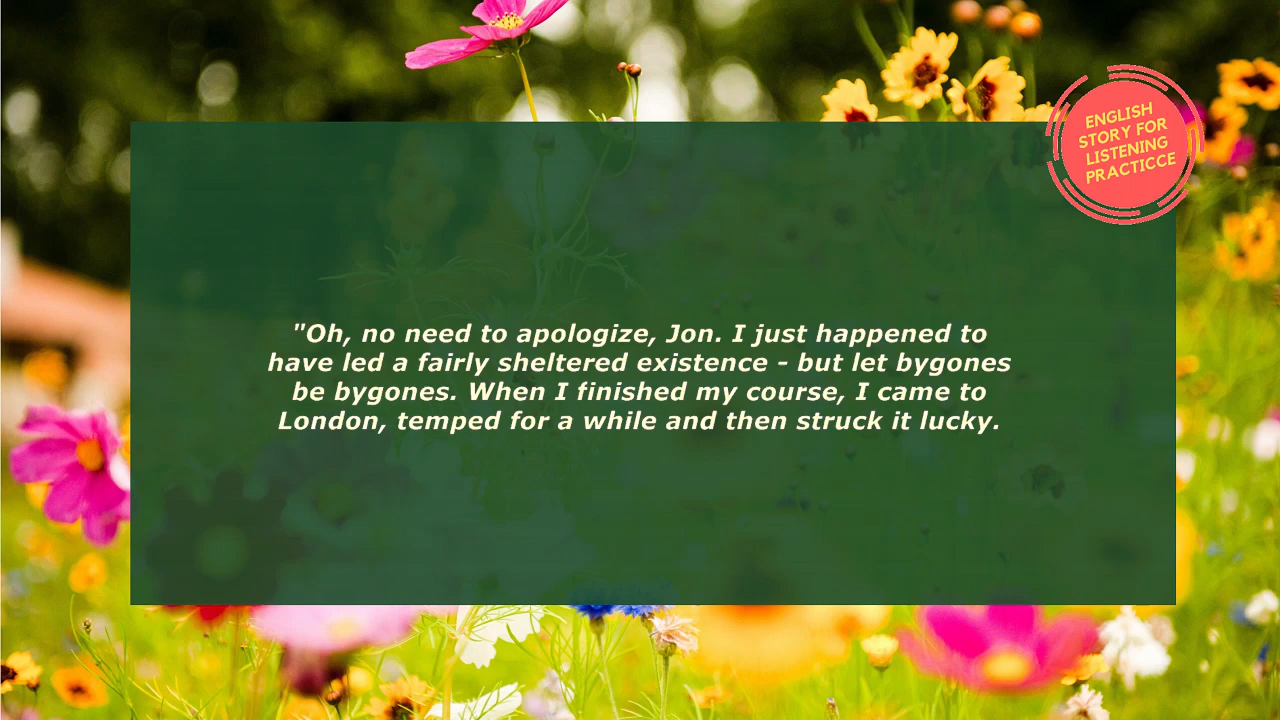 ENGLISH
STORY FOR
LISTENING
PRACTICCE
"Oh, no need to apologize, Jon. I just happened to
have led a fairly sheltered existence - but let bygones
be bygones. When I finished my course, I came to
London, temped for a while and then struck it lucky.